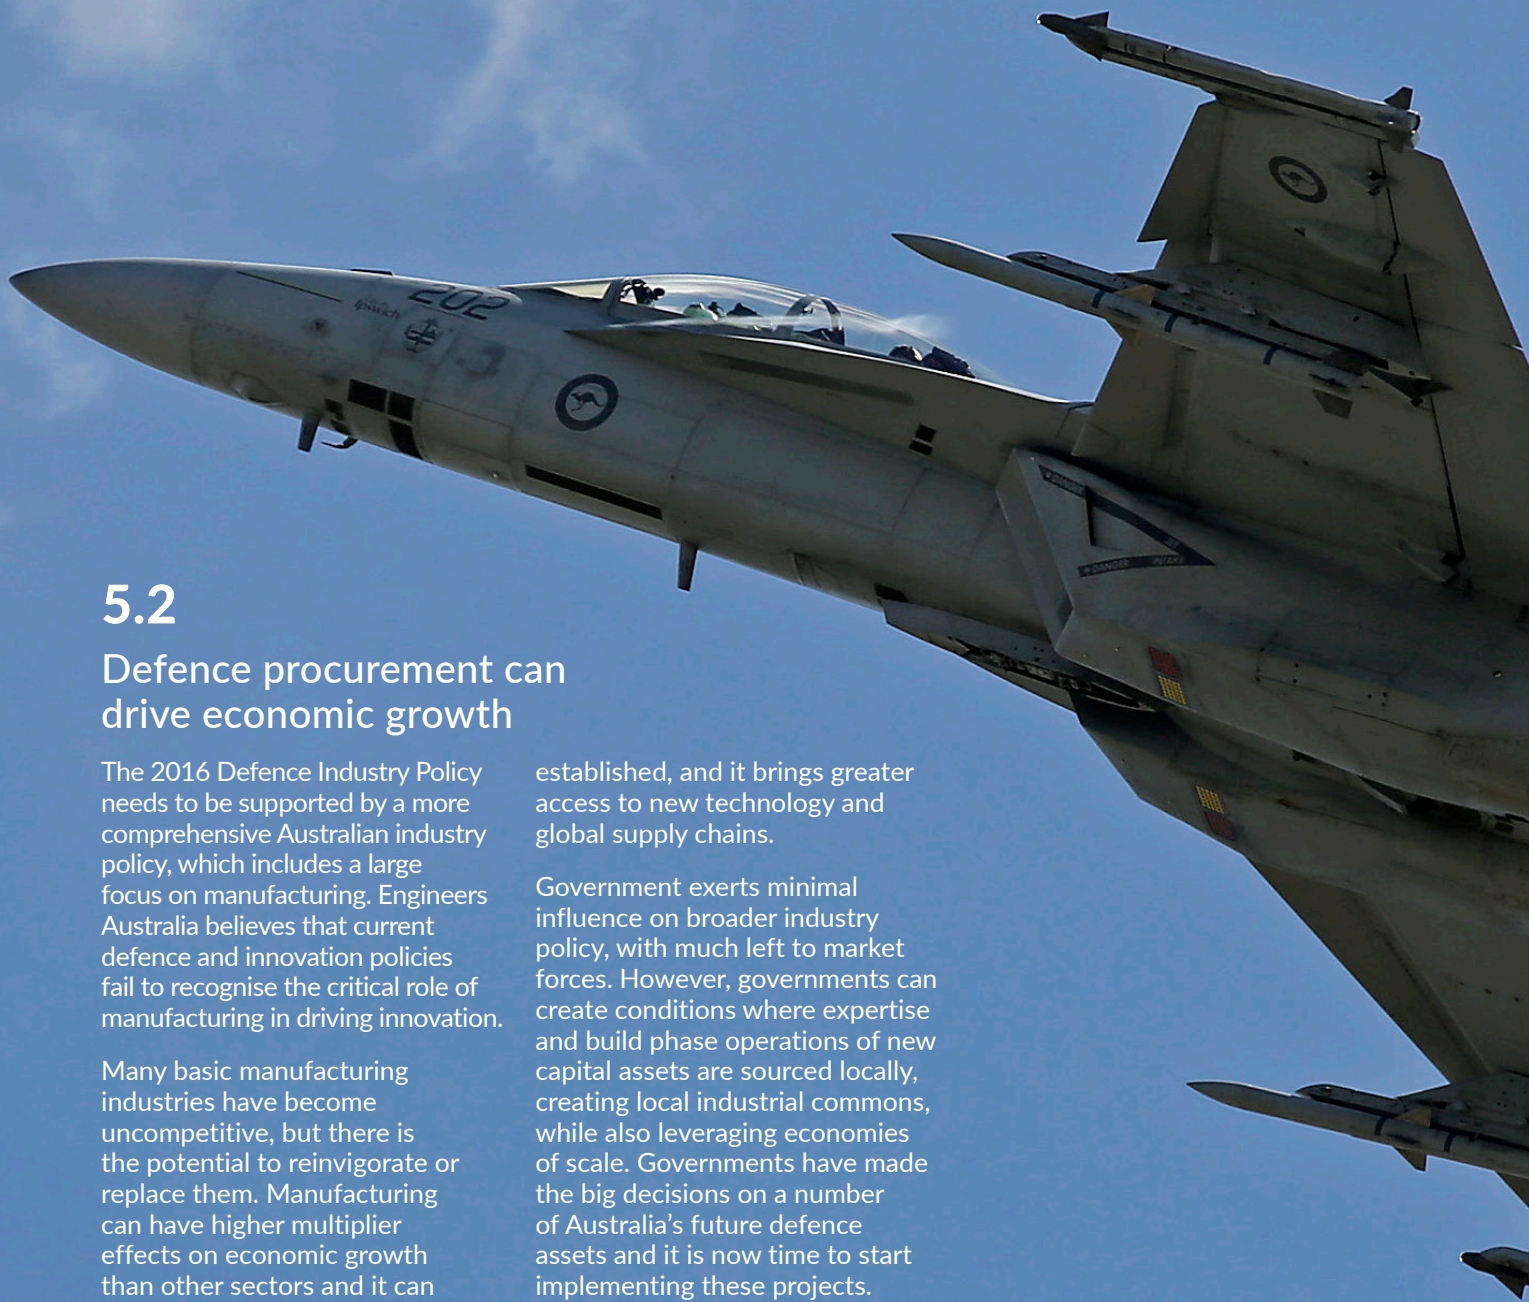 202
Ipswich
DANGER
JET
DANGER INTAKE
5.2
Defence procurement can
drive economic growth
The 2016 Defence Industry Policy
needs to be supported by a more
comprehensive Australian industry
policy, which includes a large
focus on manufacturing. Engineers
Australia believes that current
defence and innovation policies
fail to recognise the critical role of
manufacturing in driving innovation.
Many basic manufacturing
industries have become
uncompetitive, but there is
the potential to reinvigorate or
replace them. Manufacturing
can have higher multiplier
effects on economic growth
than other sectors and it can
established, and it brings greater
access to new technology and
global supply chains.
Government exerts minimal
influence on broader industry
policy, with much left to market
forces. However, governments can
create conditions where expertise
and build phase operations of new
capital assets are sourced locally,
creating local industrial commons,
while also leveraging economies
of scale. Governments have made
the big decisions on a number
of Australia’s future defence
assets and it is now time to start
implementing these projects.